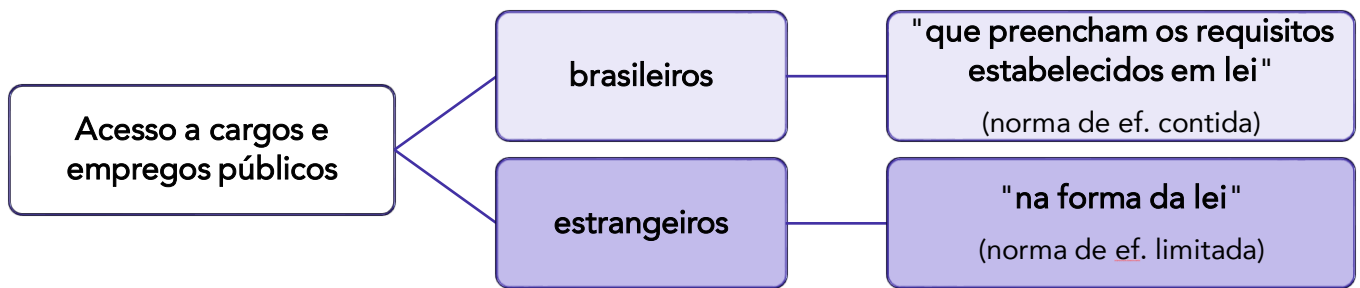 Acesso a cargos e
empregos públicos
brasileiros
"que preencham os requisitos
estabelecidos em lei"
(norma de ef. contida)
estrangeiros
"na forma da lei"
(norma de ef. limitada)